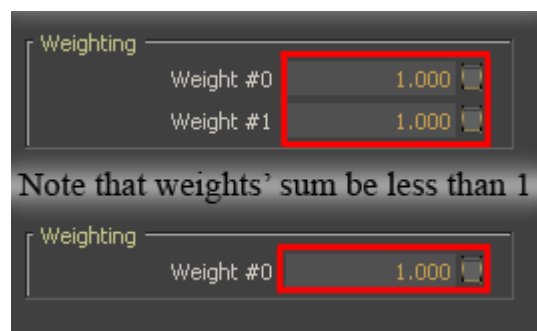 Weighting
Weight #0 1.000
Weight #1 1.000
Note that weights’ sum be less than 1
Weighting
Weight #0 1.000